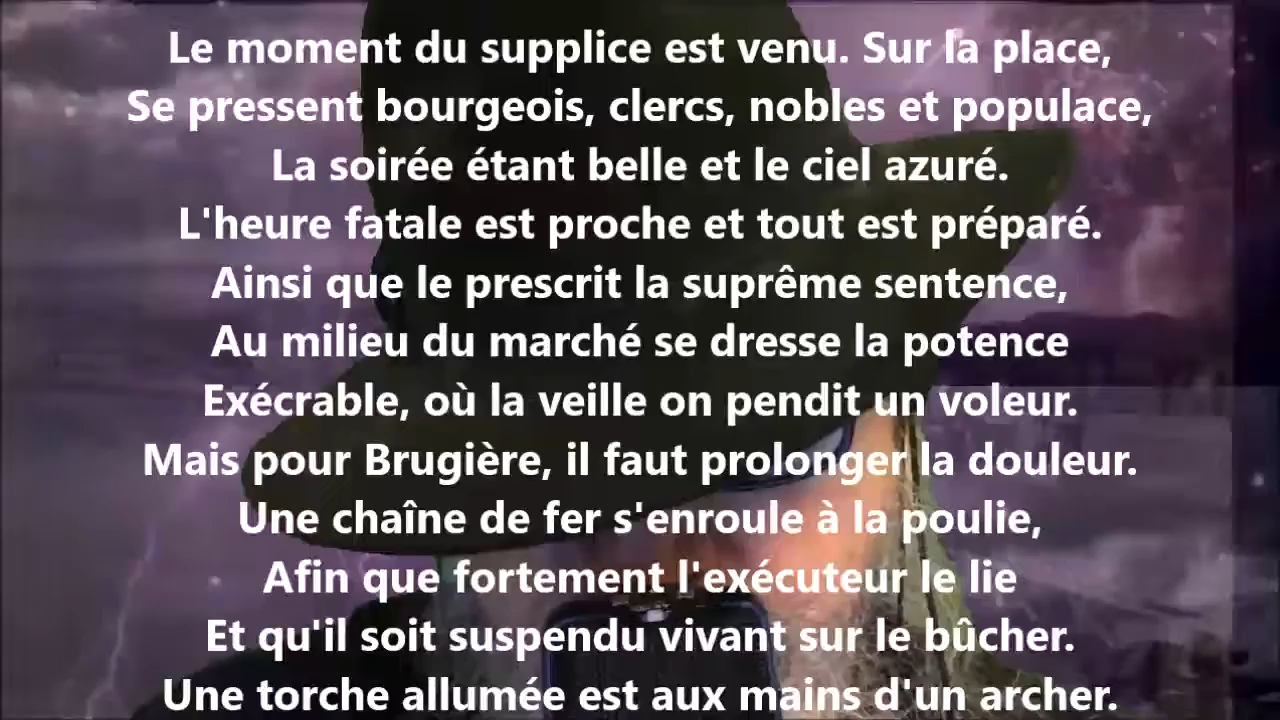 Le moment du supplice est venu. Sur la place,
Se pressent bourgeois, clercs, nobles et populace,
La soirée étant belle et le ciel azuré.
L'heure fatale est proche et tout est préparé.
Ainsi que le prescrit la suprême sentence,
Au milieu du marché se dresse la potence
Exécrable, où la veille on pendit un voleur.
Mais pour Brugière, il faut prolonger la douleur.
Une chaîne de fer s'enroule à la poulie,
Afin que fortement l'exécuteur le lie
Et qu'il soit suspendu vivant sur le bûcher.
Une torche allumée est aux mains d'un archer.